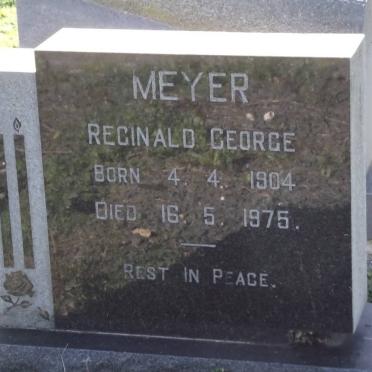 MEYER
REGINALD GEORGE
BORN 4. 4. 1904
DIED 16. 5. 1975.
REST IN PEACE.